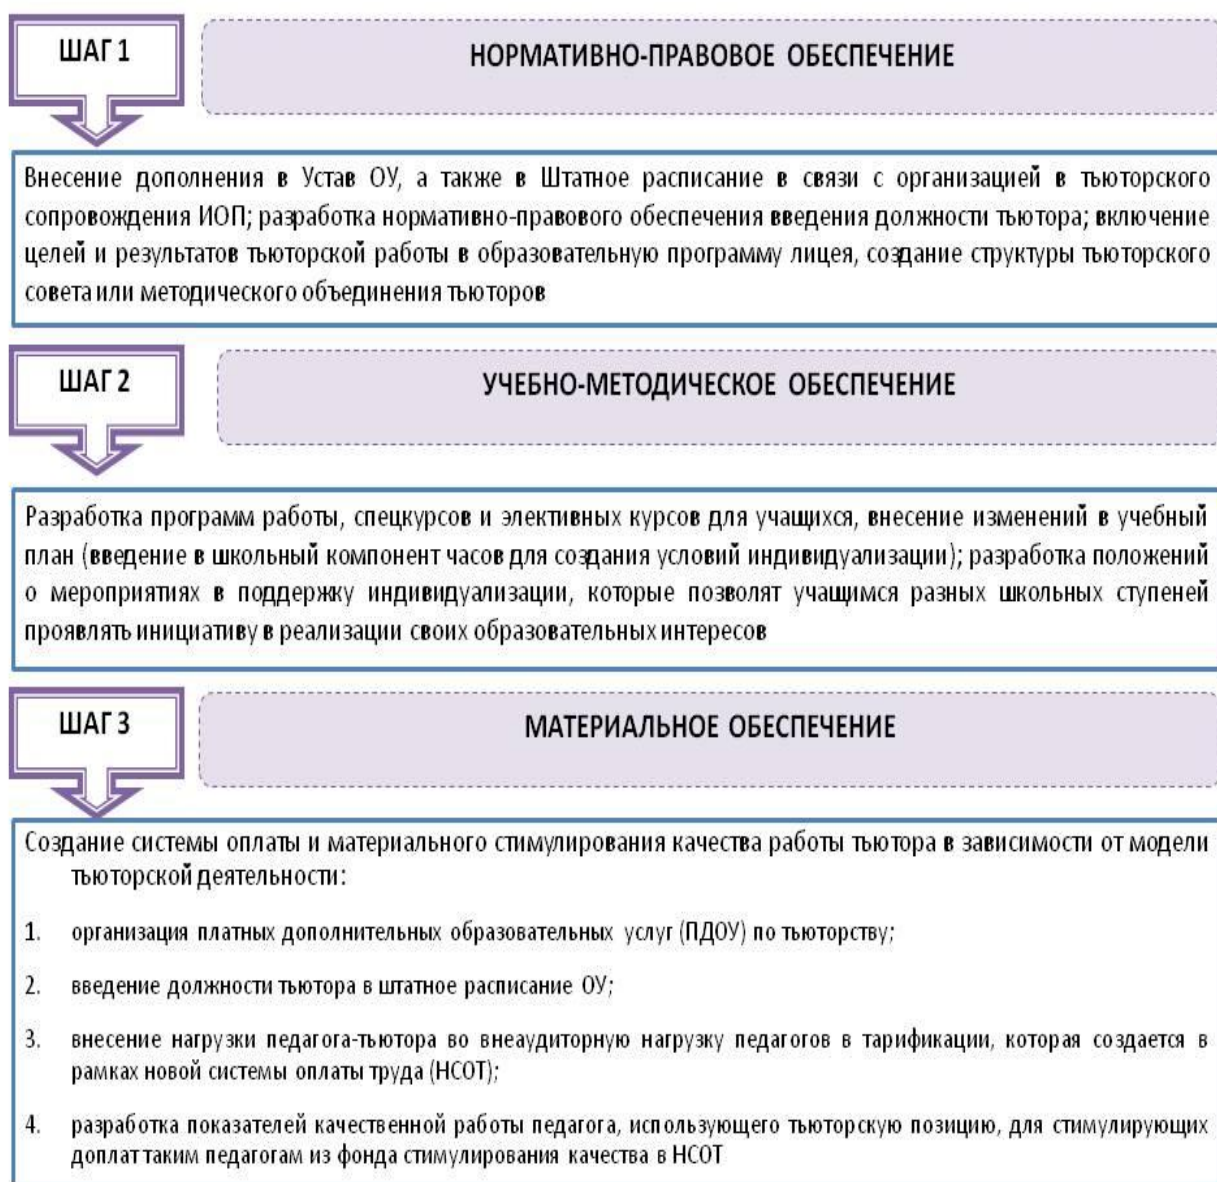 ШАГ 1
НОРМАТИВНО-ПРАВОВОЕ ОБЕСПЕЧЕНИЕ
Внесение дополнения в Устав ОУ, а также в Штатное расписание в связи с организацией в тьюторского
сопровождения ИОП; разработка нормативно-правового обеспечения введения должности тьютора; включение
целей и результатов тьюторской работы в образовательную программу лицея, создание структуры тьюторского
совета или методического объединения тьюторов
ШАГ 2
УЧЕБНО-МЕТОДИЧЕСКОЕ ОБЕСПЕЧЕНИЕ
Разработка программ работы, спецкурсов и элективных курсов для учащихся, внесение изменений в учебный
план (введение в школьный компонент часов для создания условий индивидуализации); разработка положений
о мероприятиях в поддержку индивидуализации, которые позволят учащимся разных школьных ступеней
проявлять инициативу в реализации своих образовательных интересов
ШАГ 3
МАТЕРИАЛЬНОЕ ОБЕСПЕЧЕНИЕ
Создание системы оплаты и материального стимулирования качества работы тьютора в зависимости от модели
тьюторской деятельности:
1. организация платных дополнительных образовательных услуг (ПДОУ) по тьюторству;
2. введение должности тьютора в штатное расписание ОУ;
3. внесение нагрузки педагога-тьютора во внеаудиторную нагрузку педагогов в тарификации, которая создается в
рамках новой системы оплаты труда (НСОТ);
4. разработка показателей качественной работы педагога, использующего тьюторскую позицию, для стимулирующих
доплат таким педагогам из фонда стимулирования качества в НСОТ